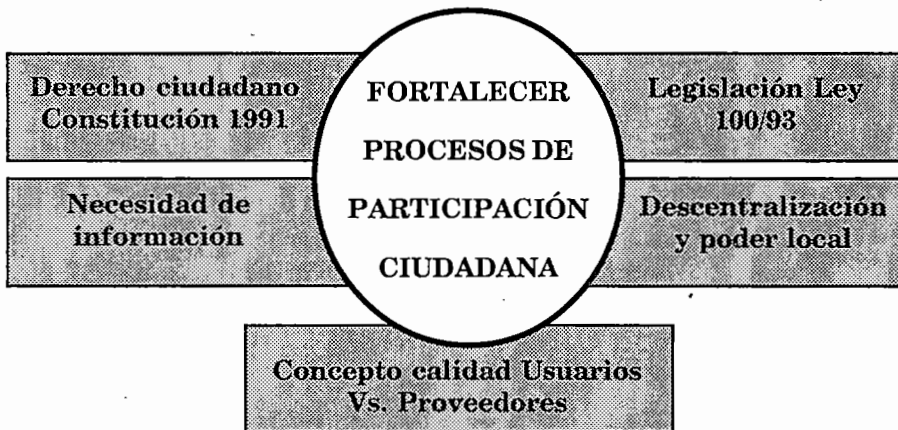 Derecho ciudadano
Constitución 1991
FORTALECER
PROCESOS DE
PARTICIPACIÓN
CIUDADANA
Legislación Ley
100/93
Necesidad de
información
Descentralización
y poder local
Concepto calidad Usuarios
Vs. Proveedores